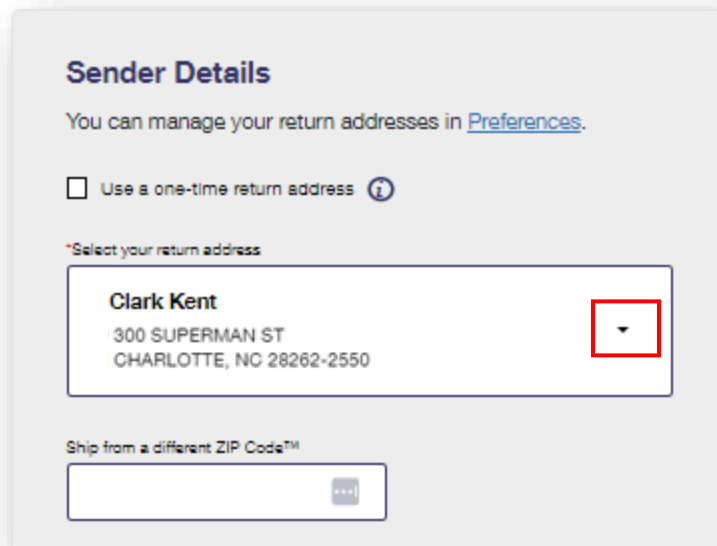 Sender Details
You can manage your return addresses in Preferences.
Use a one-time return address
*Select your return address
Clark Kent
300 SUPERMAN ST
CHARLOTTE, NC 28262-2550
Ship from a different ZIP Code™